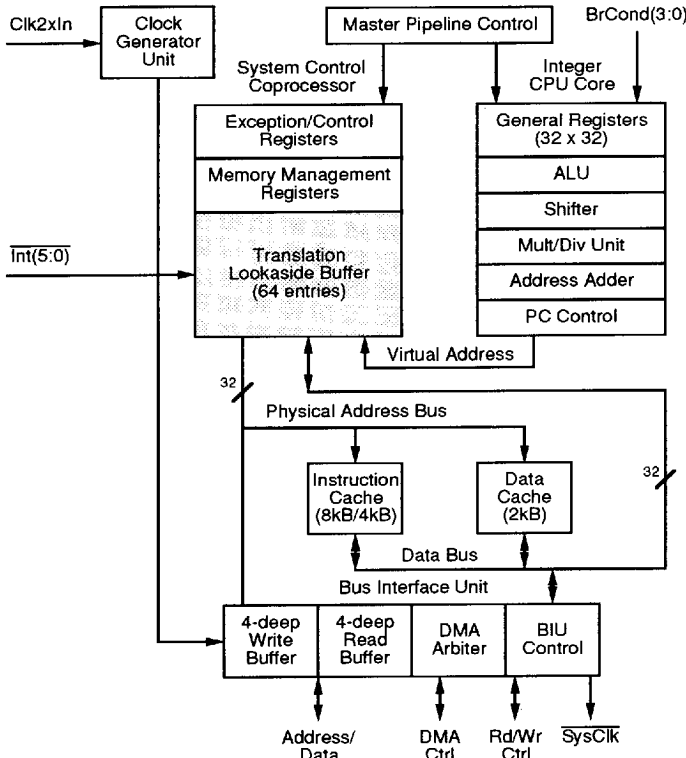 Clk2xIn
Clock
Generator
Unit
Master Pipeline Control
BrCond(3:0)
System Control
Coprocessor
Integer
CPU Core
Exception/Control
Registers
General Registers
(32 x 32)
Memory Management
Registers
ALU
Shifter
Int(5:0)
Translation
Lookaside Buffer
(64 entries)
Mult/Div Unit
Address Adder
PC Control
Virtual Address
32
Physical Address Bus
Instruction
Cache
(8kB/4kB)
Data
Cache
(2kB)
32
Data Bus
Bus Interface Unit
4-deep
Write
Buffer
4-deep
Read
Buffer
DMA
Arbiter
BIU
Control
Address/
Data
DMA
Ctrl
Rd/Wr
Ctrl
SysClk